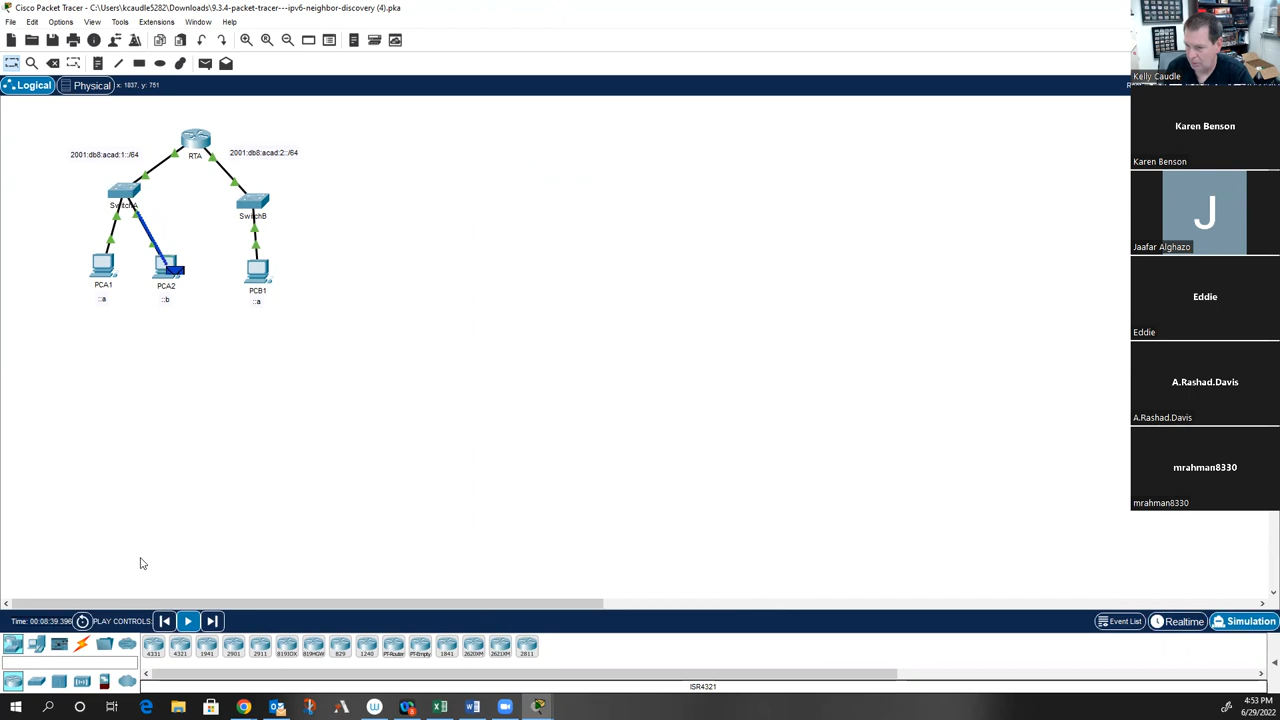 Cisco Packet Tracer - C:\Users\kcaudle5282\Downloads\9.3.4-packet-tracer---ipv6-neighbor-discovery (4).pka
File Edit Options View Tools Extensions Window Help
Logical Physical x: 1837, y: 751
Kelly Caudle
Karen Benson
Karen Benson
J
Jaafar Alghazo
Eddie
Eddie
A.Rashad.Davis
A.Rashad.Davis
mrahman8330
mrahman8330
RTA
2001:db8:acad:1::/64
2001:db8:acad:2::/64
SwitchA
SwitchB
PCA1
PCA2
PCB1
::a
::b
::a
Time: 00:08:39.396 PLAY CONTROLS:
Event List Realtime Simulation
4331 4321 1941 2901 2911 819IOX 819HGW 829 1240 PT-Router PT-Empty 1841 2620XM 2621XM 2811
ISR4321
4:53 PM
6/29/2022